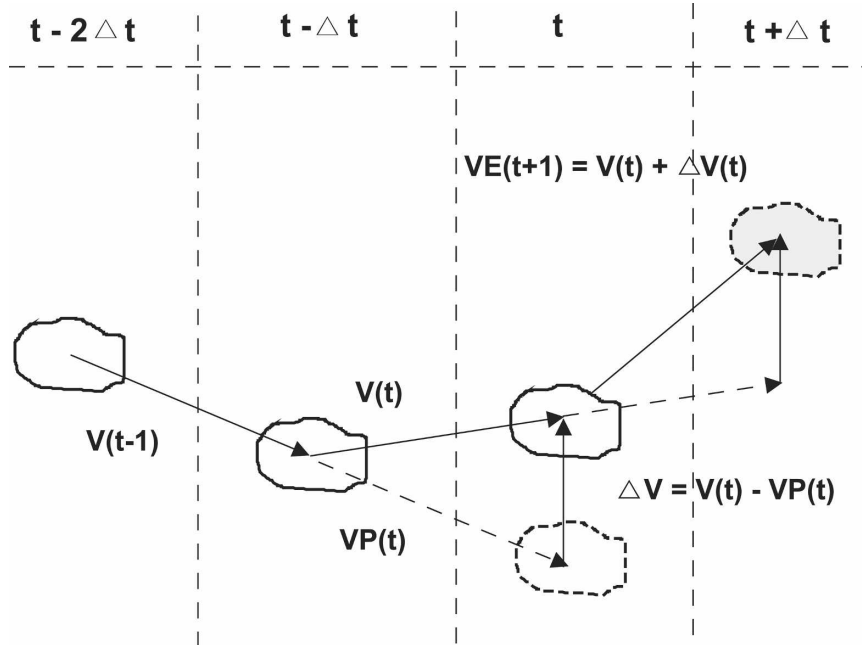 t - 2 △ t
t - △ t
t
t + △ t
VE(t+1) = V(t) + △V(t)
V(t)
V(t-1)
△V = V(t) - VP(t)
VP(t)